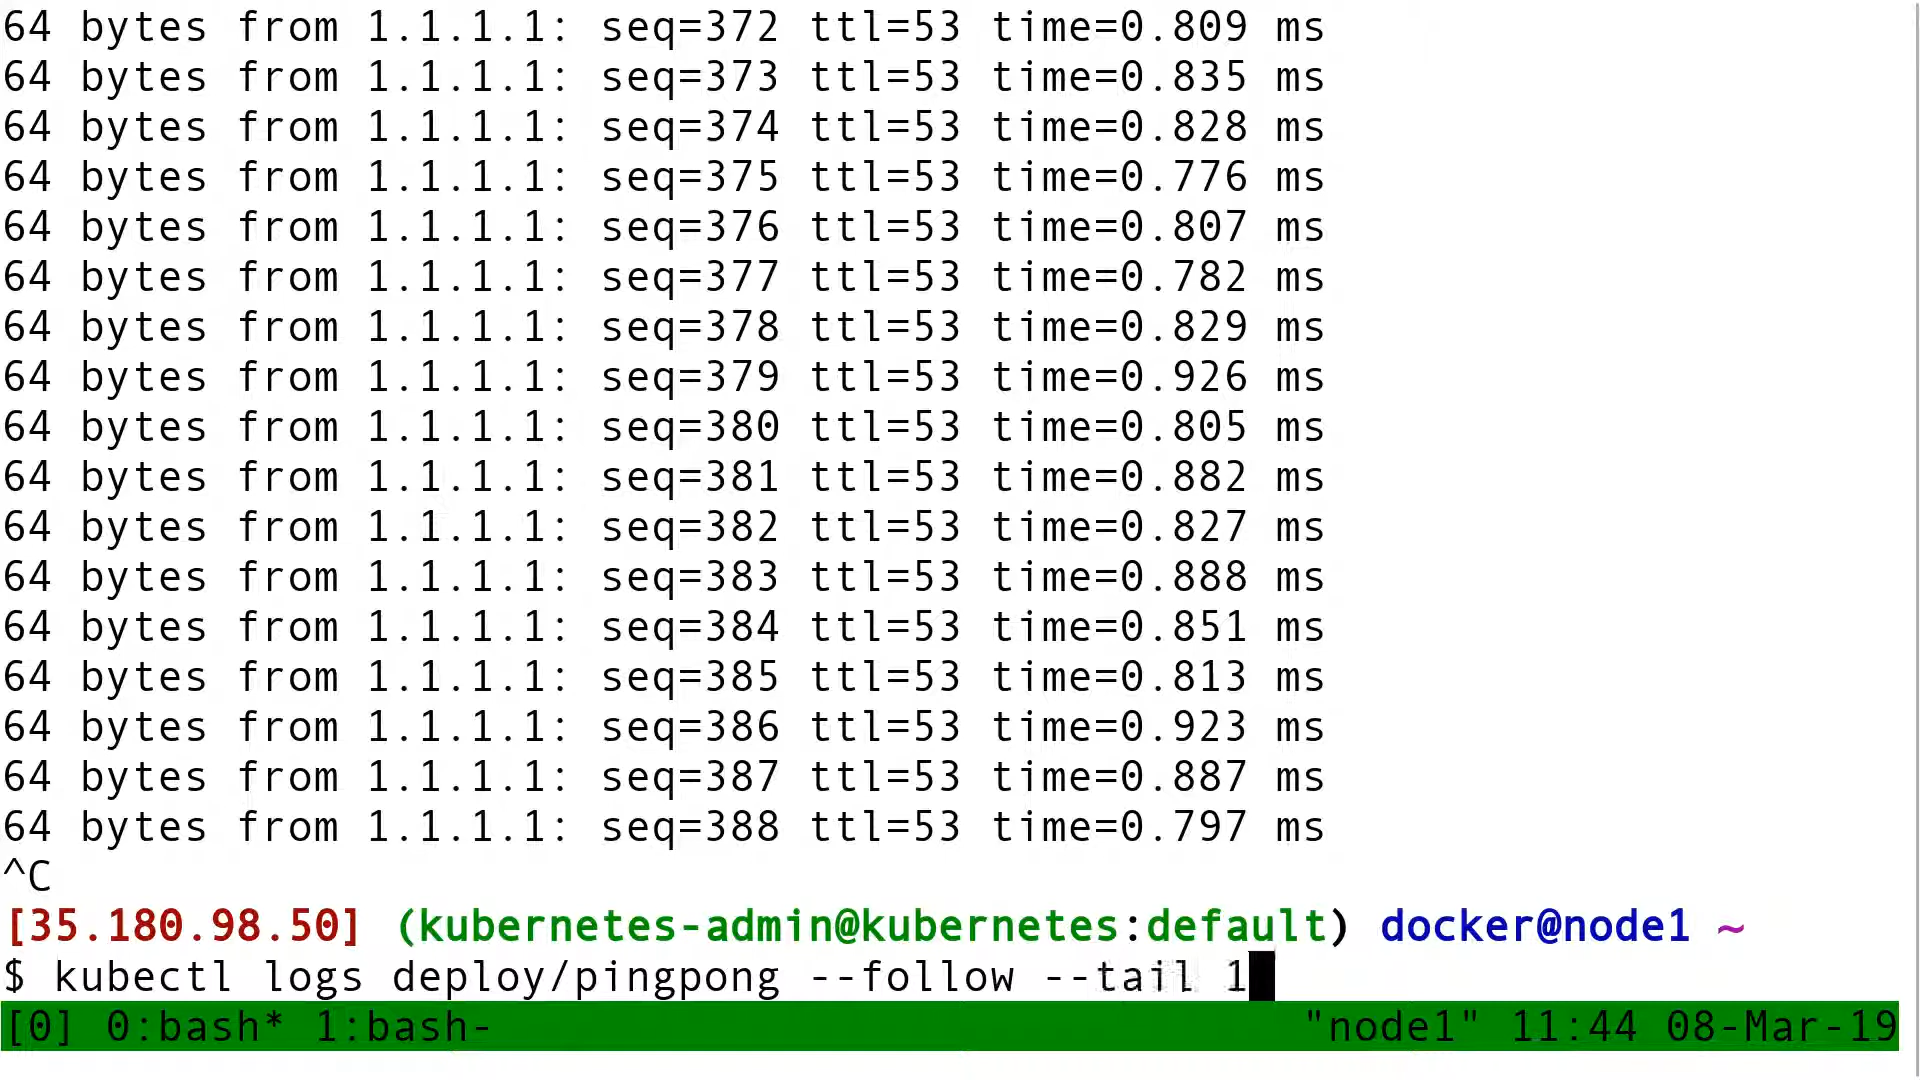 64 bytes from 1.1.1.1: seq=372 ttl=53 time=0.809 ms
64 bytes from 1.1.1.1: seq=373 ttl=53 time=0.835 ms
64 bytes from 1.1.1.1: seq=374 ttl=53 time=0.828 ms
64 bytes from 1.1.1.1: seq=375 ttl=53 time=0.776 ms
64 bytes from 1.1.1.1: seq=376 ttl=53 time=0.807 ms
64 bytes from 1.1.1.1: seq=377 ttl=53 time=0.782 ms
64 bytes from 1.1.1.1: seq=378 ttl=53 time=0.829 ms
64 bytes from 1.1.1.1: seq=379 ttl=53 time=0.926 ms
64 bytes from 1.1.1.1: seq=380 ttl=53 time=0.805 ms
64 bytes from 1.1.1.1: seq=381 ttl=53 time=0.882 ms
64 bytes from 1.1.1.1: seq=382 ttl=53 time=0.827 ms
64 bytes from 1.1.1.1: seq=383 ttl=53 time=0.888 ms
64 bytes from 1.1.1.1: seq=384 ttl=53 time=0.851 ms
64 bytes from 1.1.1.1: seq=385 ttl=53 time=0.813 ms
64 bytes from 1.1.1.1: seq=386 ttl=53 time=0.923 ms
64 bytes from 1.1.1.1: seq=387 ttl=53 time=0.887 ms
64 bytes from 1.1.1.1: seq=388 ttl=53 time=0.797 ms
^C
[35.180.98.50] (kubernetes-admin@kubernetes:default) docker@node1 ~
$ kubectl logs deploy/pingpong --follow --tail 1
[0] 0:bash* 1:bash- "node1" 11:44 08-Mar-19